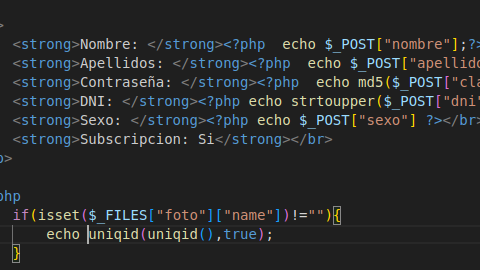 >
<strong>Nombre: </strong><?php  echo $_POST["nombre"];?>
<strong>Apellidos: </strong><?php  echo $_POST["apellido
<strong>Contraseña: </strong><?php  echo md5($_POST["cla
<strong>DNI: </strong><?php echo strtoupper($_POST["dni"
<strong>Sexo: </strong><?php echo $_POST["sexo"] ?></br>
<strong>Subscripcion: Si</strong></br>
>
php
if(isset($_FILES["foto"]["name"])!=""){
echo uniqid(uniqid(),true);
}